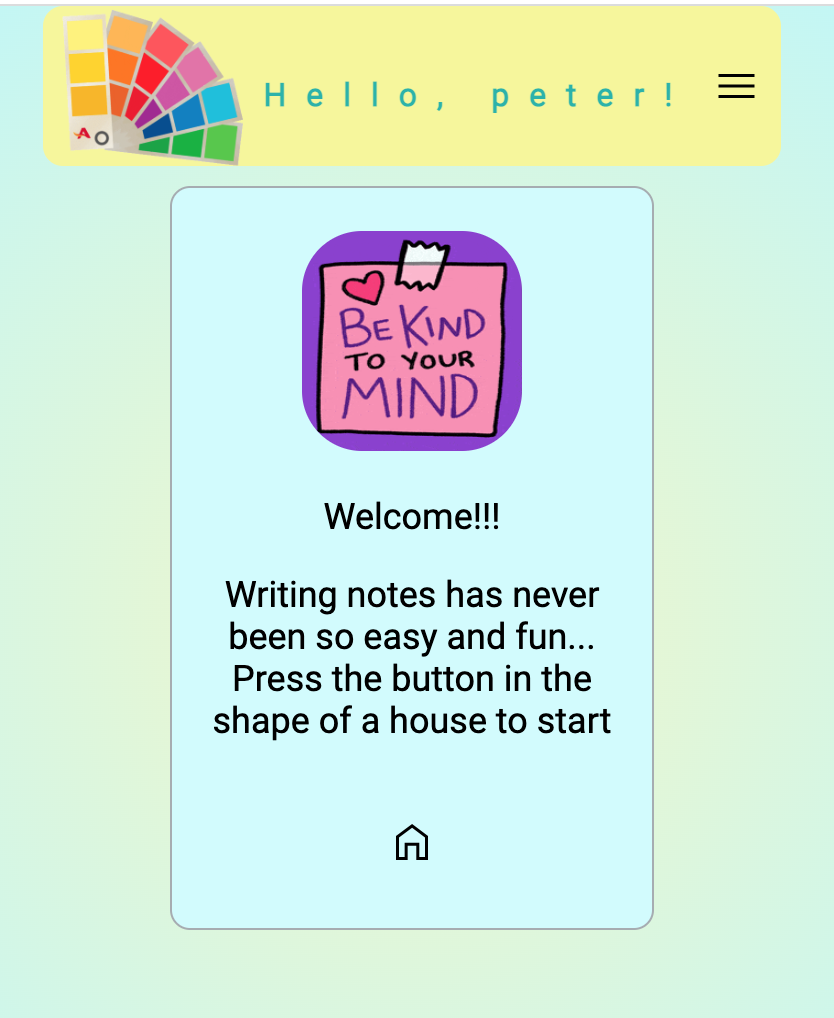 Hello, peter!
BE KIND
TO YOUR
MIND
Welcome!!!
Writing notes has never
been so easy and fun...
Press the button in the
shape of a house to start